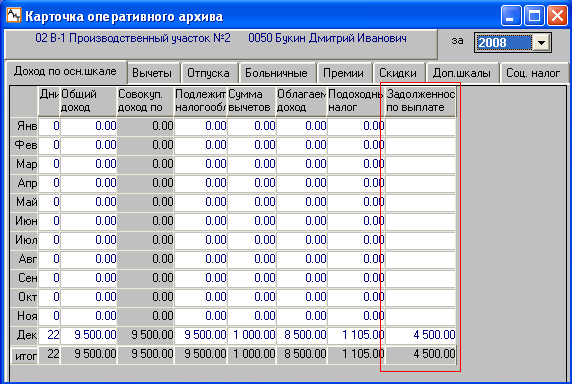 Карточка оперативного архива
02 В-1 Производственный участок №2 0050 Букин Дмитрий Иванович за 2008
Доход по осн.шкале Вычеты Отпуска Больничные Премии Скидки Доп.шкалы Соц. налог
Дни Общий Совокуп. Подлежит Сумма Облагаем Подоходны Задолженнос
доход доход по налогообл вычетов доход налог по выплате
Янв 0 0.00 0.00 0.00 0.00 0.00 0.00
Фев 0 0.00 0.00 0.00 0.00 0.00 0.00
Мар 0 0.00 0.00 0.00 0.00 0.00 0.00
Апр 0 0.00 0.00 0.00 0.00 0.00 0.00
Май 0 0.00 0.00 0.00 0.00 0.00 0.00
Июн 0 0.00 0.00 0.00 0.00 0.00 0.00
Июл 0 0.00 0.00 0.00 0.00 0.00 0.00
Авг 0 0.00 0.00 0.00 0.00 0.00 0.00
Сен 0 0.00 0.00 0.00 0.00 0.00 0.00
Окт 0 0.00 0.00 0.00 0.00 0.00 0.00
Ноя 0 0.00 0.00 0.00 0.00 0.00 0.00
Дек 22 9 500.00 9 500.00 9 500.00 1 000.00 8 500.00 1 105.00 4 500.00
итог 22 9 500.00 9 500.00 9 500.00 1 000.00 8 500.00 1 105.00 4 500.00